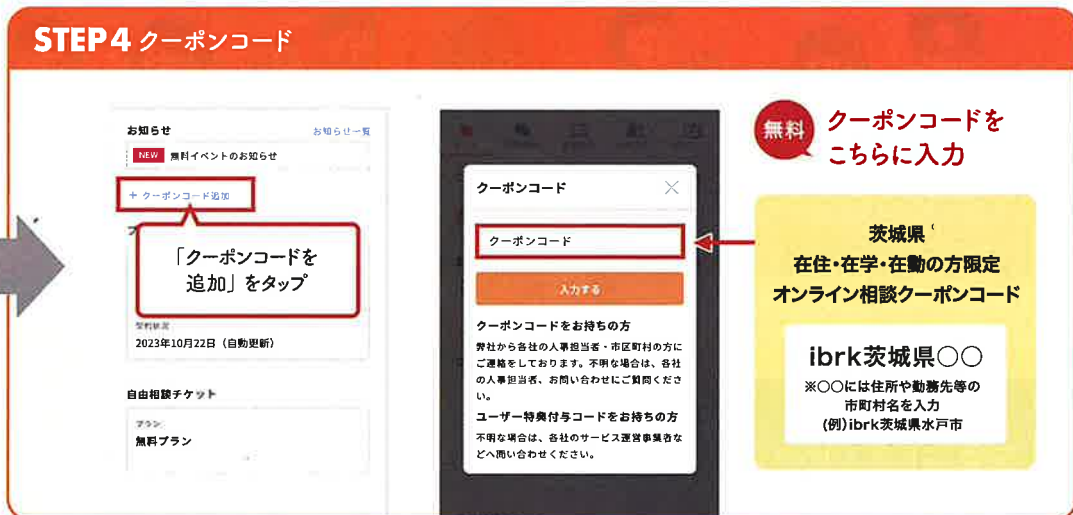 STEP4 クーポンコード
お知らせ
お知らせ一覧
NEW 無料イベントのお知らせ
+ クーポンコード追加
「クーポンコードを
追加」をタップ
契約状況
2023年10月22日（自動更新）
自由相談チケット
プラン
無料プラン
クーポンコード
クーポンコード
入力する
クーポンコードをお持ちの方
弊社から各社の人事担当者・市区町村の方に
ご連絡をしております。不明な場合は、各社
の人事担当者、お問い合わせにご質問くださ
い。
ユーザー特典付与コードをお持ちの方
不明な場合は、各社のサービス運営事業者な
どへ問い合わせください。
無料
クーポンコードを
こちらに入力
茨城県
在住・在学・在勤の方限定
オンライン相談クーポンコード
ibrk茨城県〇〇
※〇〇には住所や勤務先等の
市町村名を入力
(例)ibrk茨城県水戸市